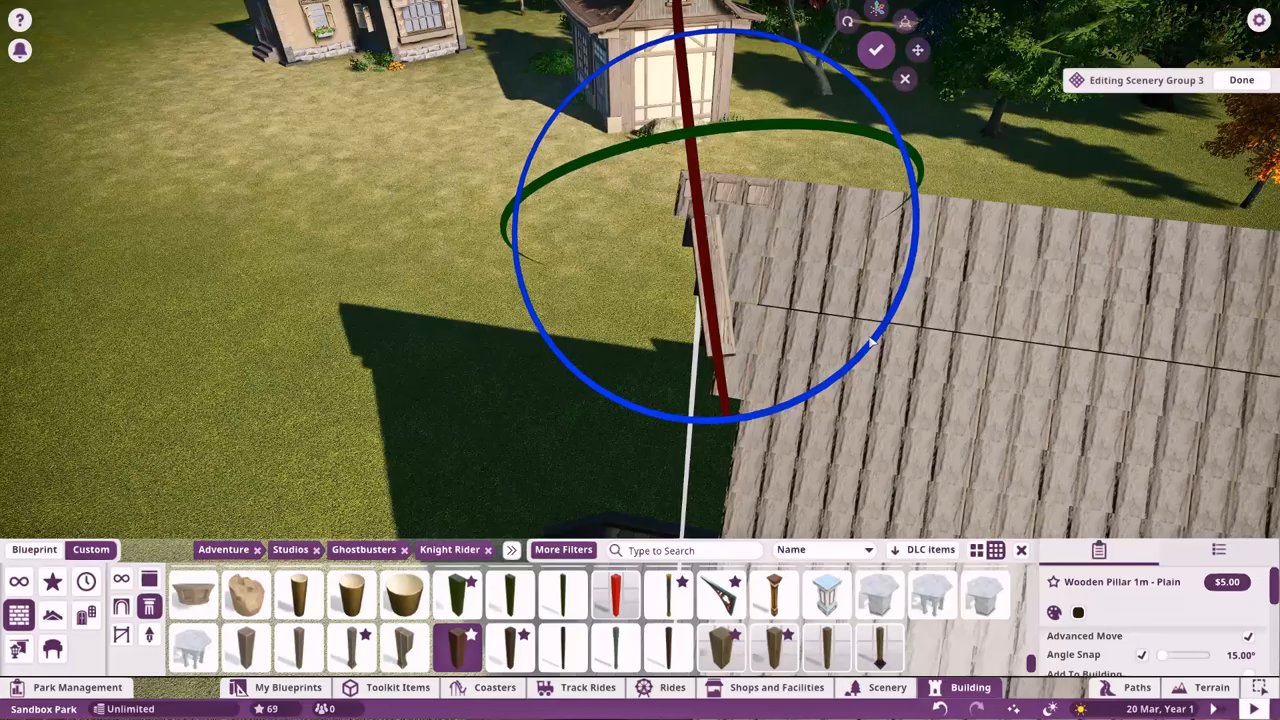 ?
Editing Scenery Group 3 Done
Blueprint Custom Adventure × Studios × Ghostbusters × Knight Rider × More Filters Type to Search Name DLC items
Wooden Pillar 1m - Plain $5.00
Advanced Move
Angle Snap 15.00°
Park Management My Blueprints Toolkit Items Coasters Track Rides Rides Shops and Facilities Scenery Building Paths Terrain
Sandbox Park Unlimited 69 0 20 Mar, Year 1